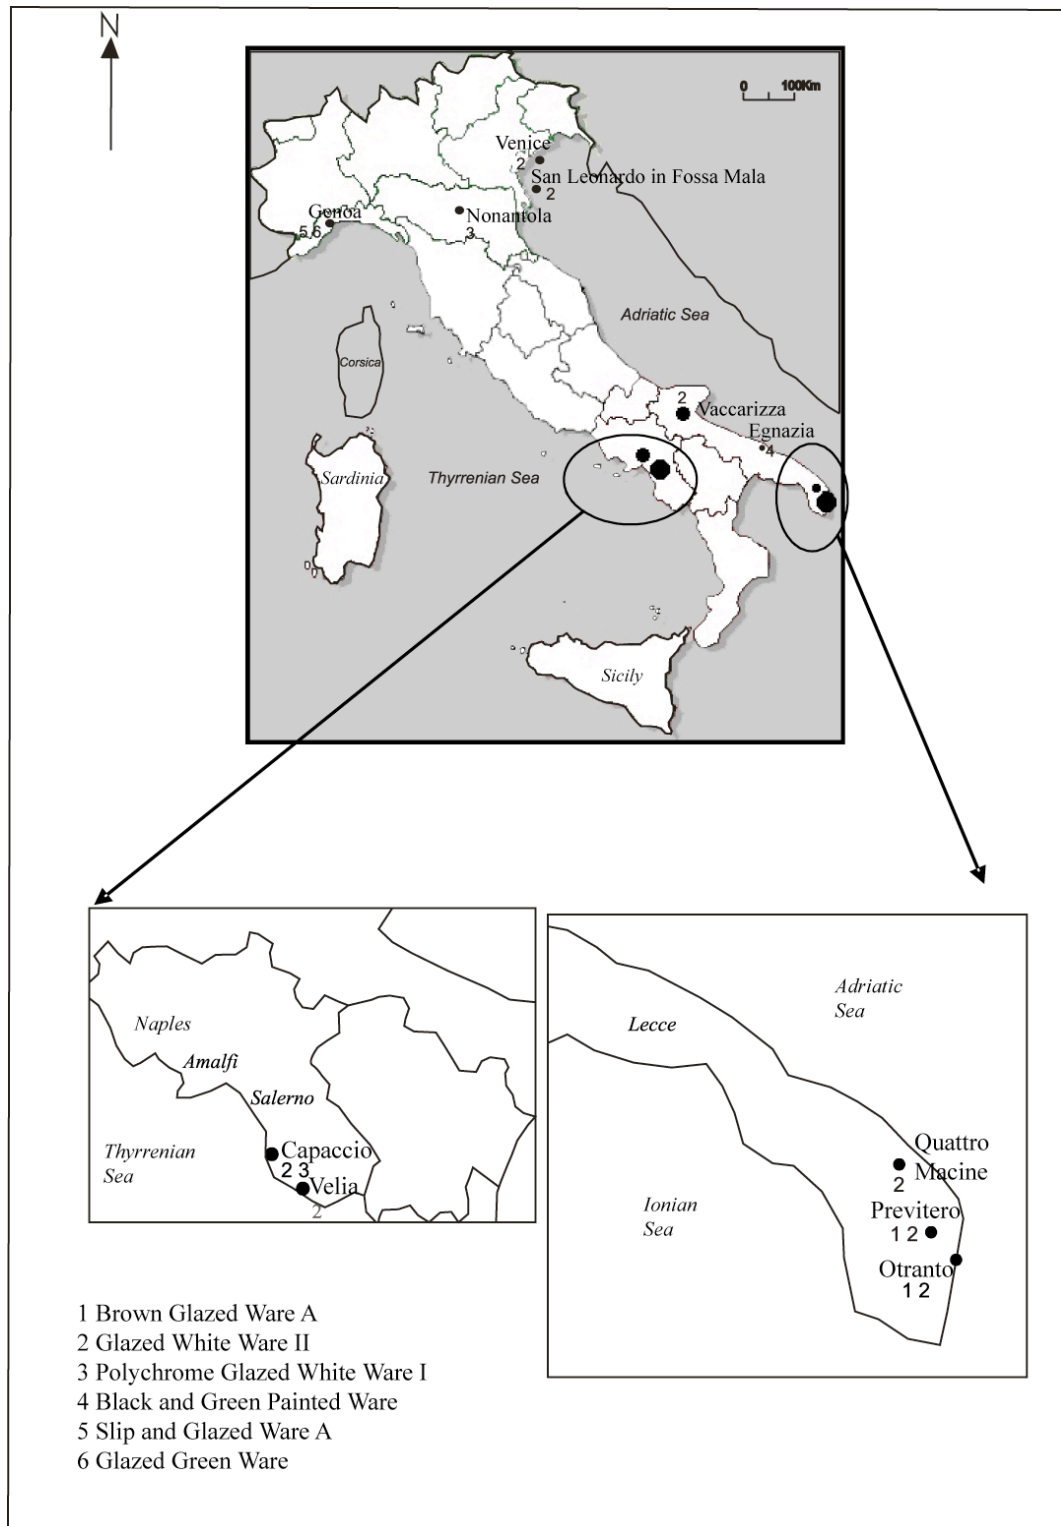 N
0 100Km
Venice
2
San Leonardo in Fossa Mala
2
Genoa
5 6
Nonantola
3
Adriatic Sea
Corsica
2
Vaccarizza
Egnazia
4
Sardinia
Thyrrenian Sea
Sicily
Naples
Amalfi
Salerno
Thyrrenian
Sea
Capaccio
2 3
Velia
2
Adriatic
Sea
Lecce
Quattro
Macine
2
Ionian
Sea
Previtero
1 2
Otranto
1 2
1 Brown Glazed Ware A
2 Glazed White Ware II
3 Polychrome Glazed White Ware I
4 Black and Green Painted Ware
5 Slip and Glazed Ware A
6 Glazed Green Ware